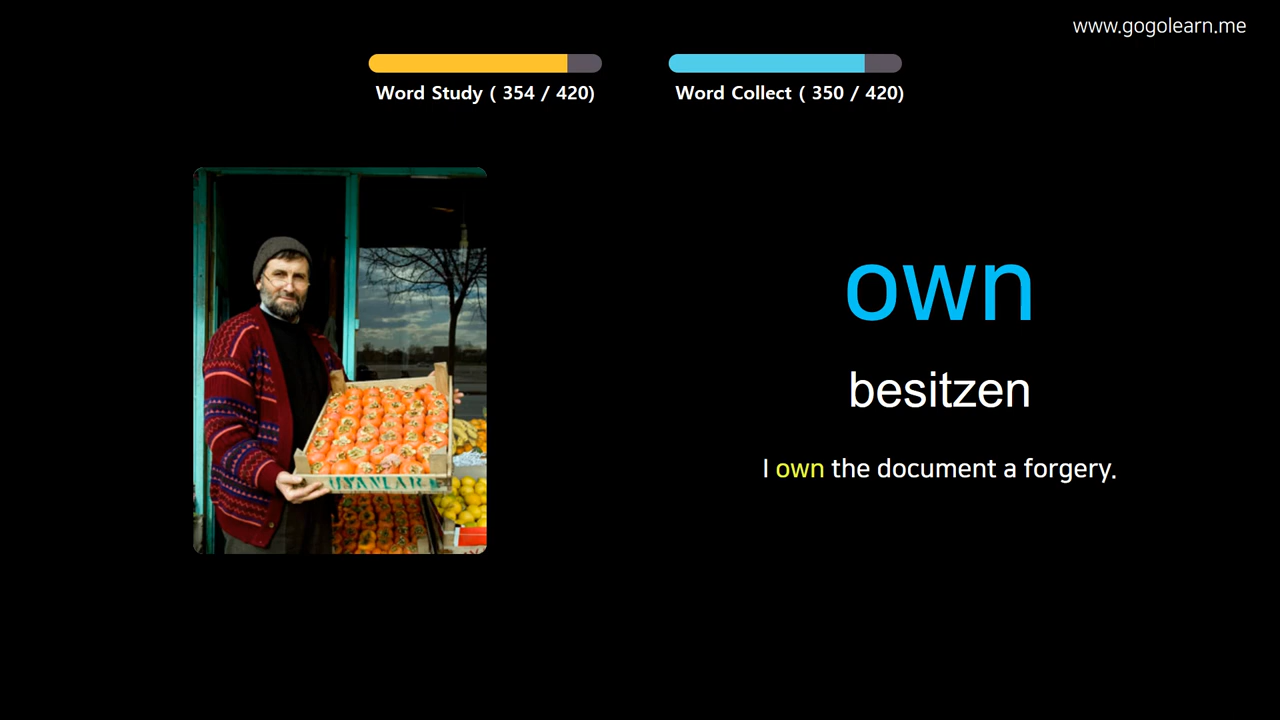 www.gogolearn.me
Word Study ( 354 / 420)
Word Collect ( 350 / 420)
own
besitzen
I own the document a forgery.